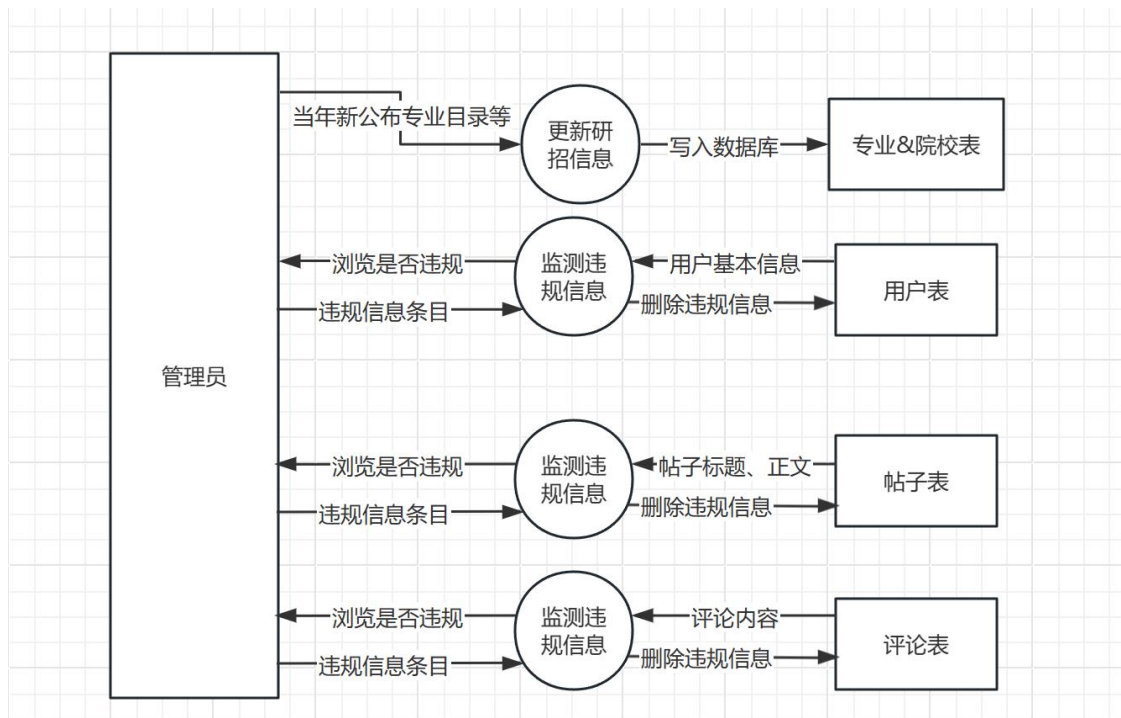 管理员
当年新公布专业目录等
更新研
招信息
写入数据库
专业&院校表
浏览是否违规
违规信息条目
监测违
规信息
用户基本信息
删除违规信息
用户表
浏览是否违规
违规信息条目
监测违
规信息
帖子标题、正文
删除违规信息
帖子表
浏览是否违规
违规信息条目
监测违
规信息
评论内容
删除违规信息
评论表